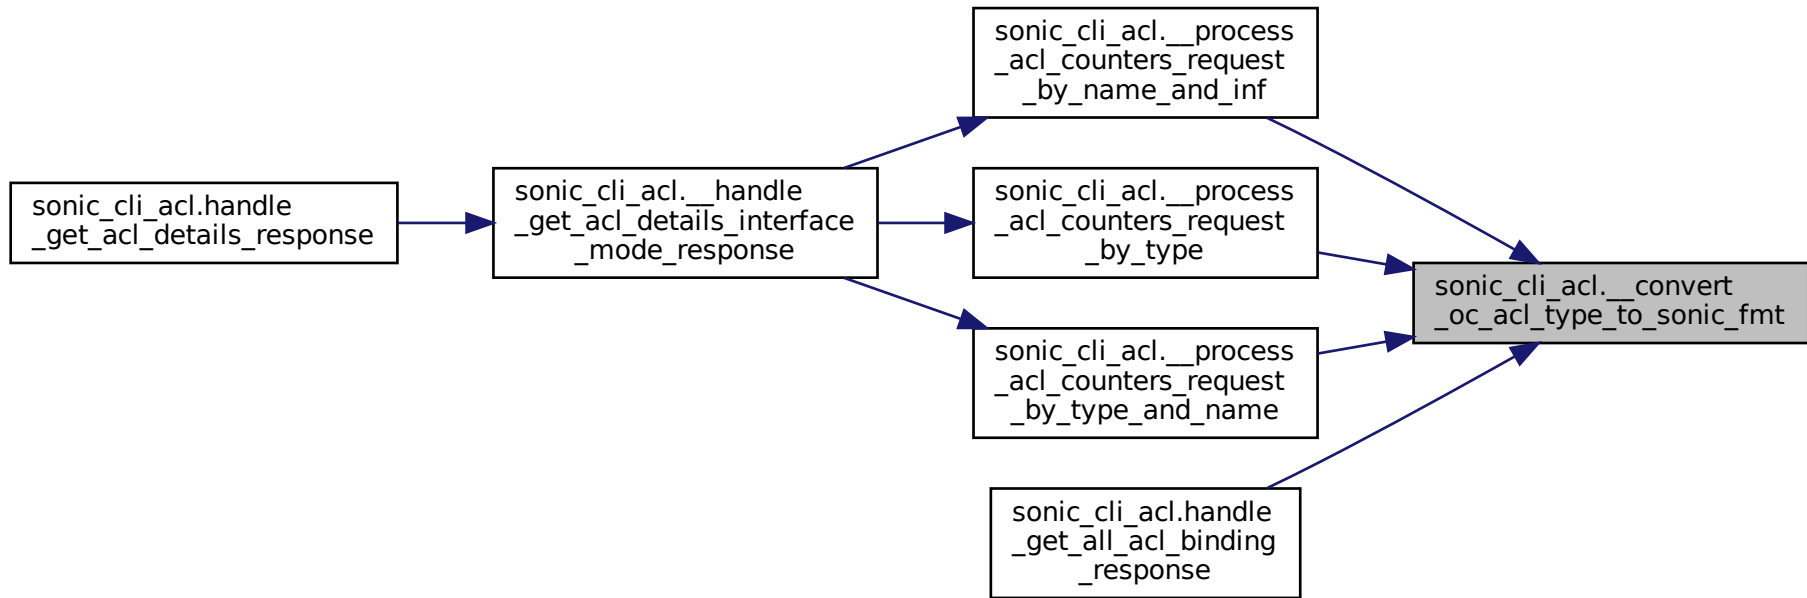 sonic_cli_acl.__process
_acl_counters_request
_by_name_and_inf
sonic_cli_acl.handle
_get_acl_details_response
sonic_cli_acl.__handle
_get_acl_details_interface
_mode_response
sonic_cli_acl.__process
_acl_counters_request
_by_type
sonic_cli_acl.__convert
_oc_acl_type_to_sonic_fmt
sonic_cli_acl.__process
_acl_counters_request
_by_type_and_name
sonic_cli_acl.handle
_get_all_acl_binding
_response